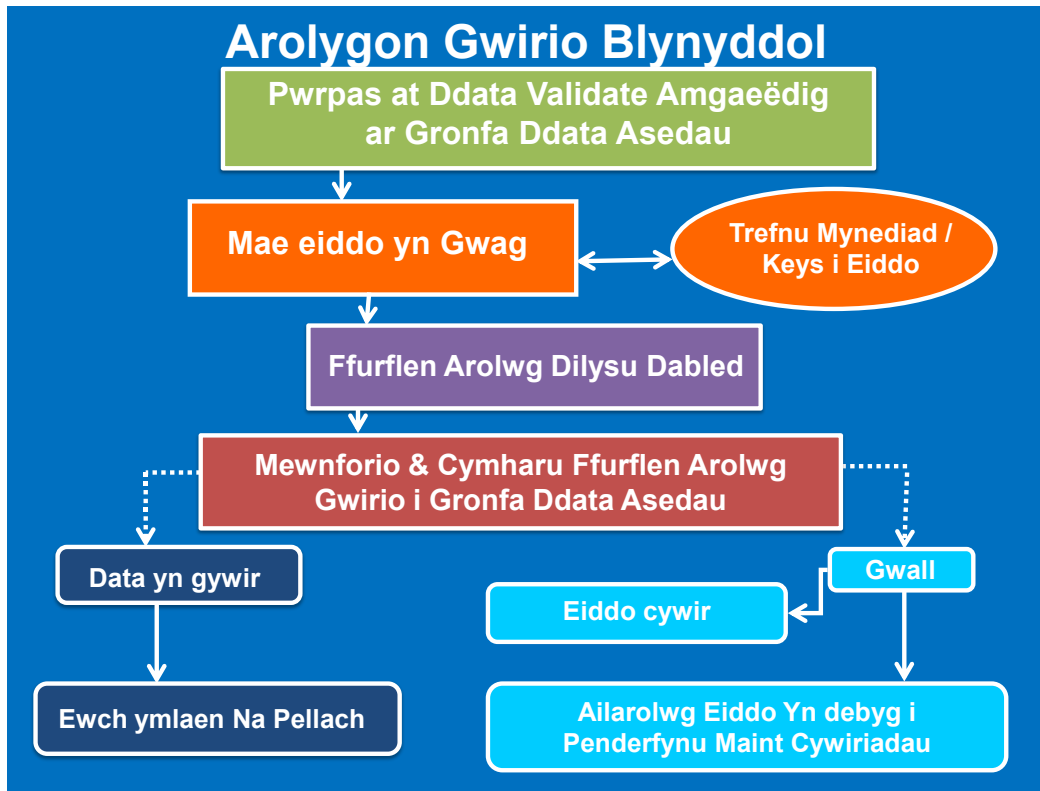 Arolygon Gwirio Blynyddol
Pwrpas at Ddata Validate Amgaeëdig
ar Gronfa Ddata Asedau
Mae eiddo yn Gwag
Trefnu Mynediad /
Keys i Eiddo
Ffurflen Arolwg Dilysu Dabled
Mewnforio & Cymharu Ffurflen Arolwg
Gwirio i Gronfa Ddata Asedau
Data yn gywir
Gwall
Eiddo cywir
Ewch ymlaen Na Pellach
Ailarolwg Eiddo Yn debyg i
Penderfynu Maint Cywiriadau